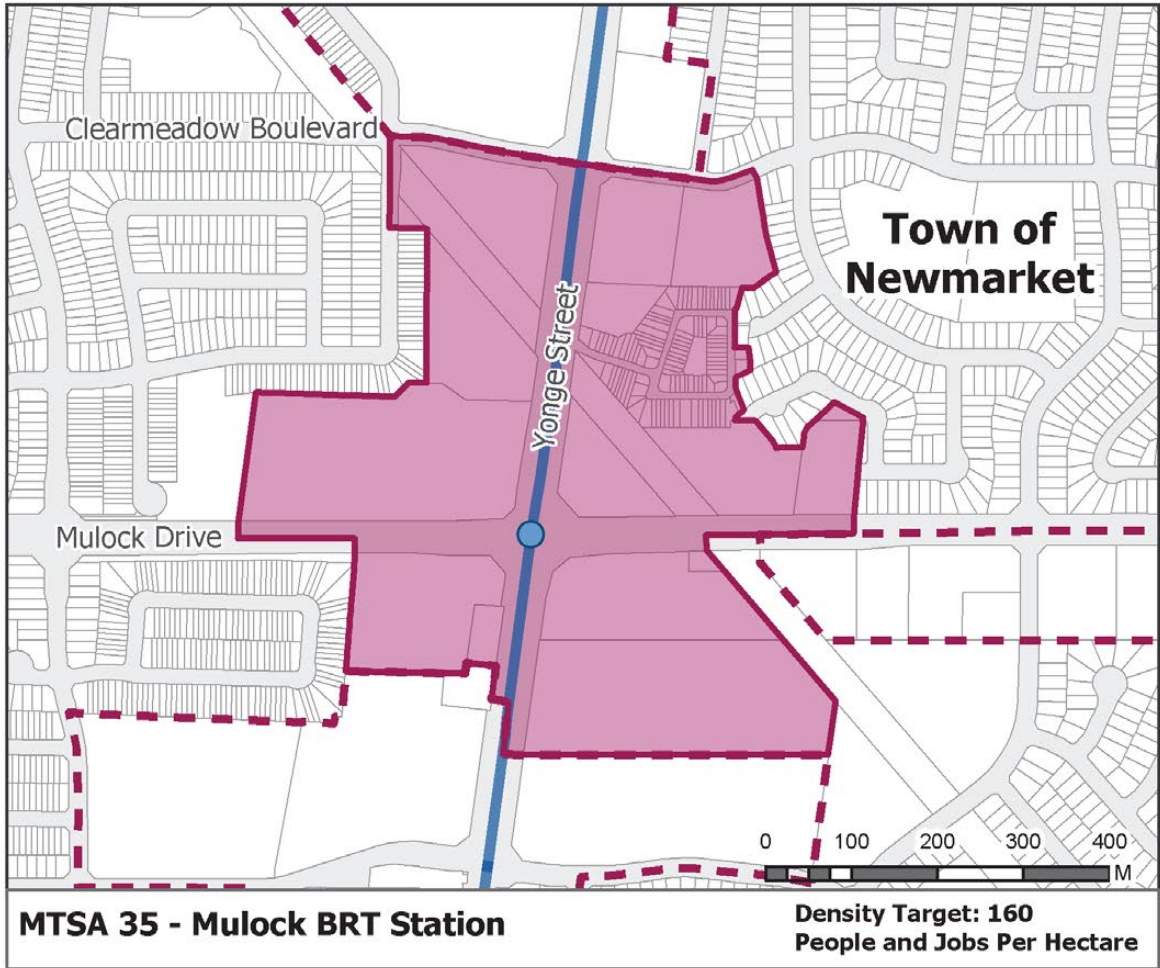 Clearmeadow Boulevard
Town of
Newmarket
Yonge Street
Mulock Drive
0 100 200 300 400
M
MTSA 35 - Mulock BRT Station
Density Target: 160
People and Jobs Per Hectare